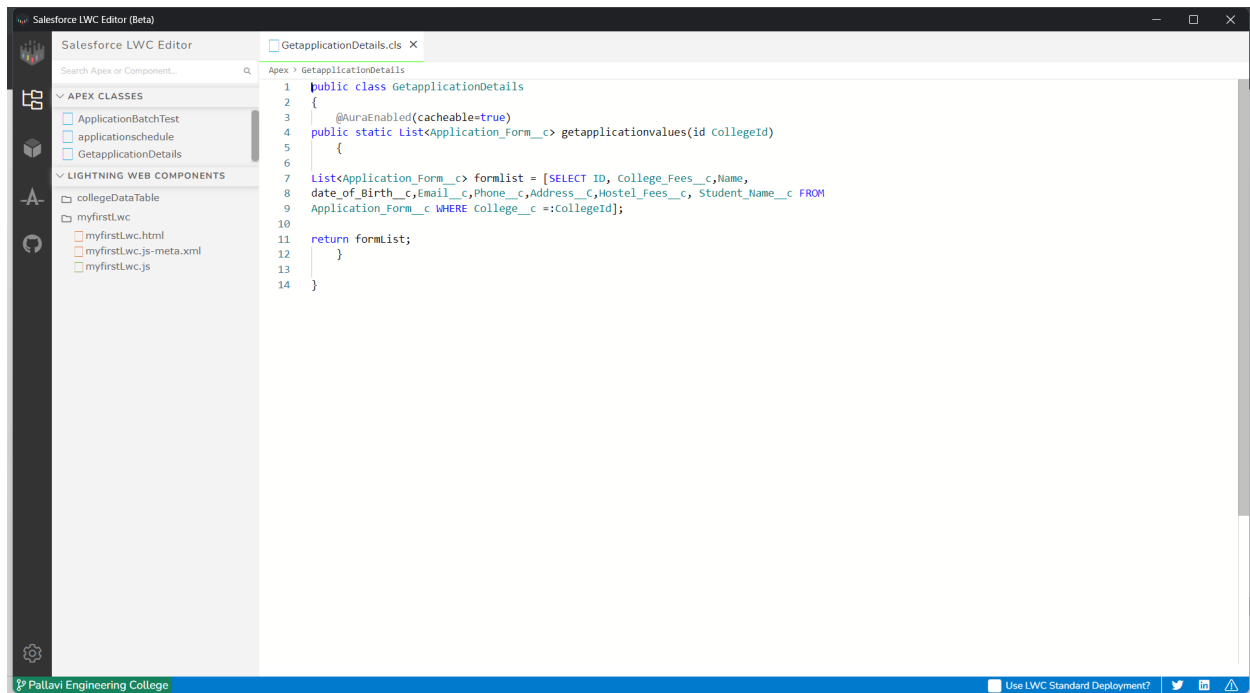 Salesforce LWC Editor (Beta)
Salesforce LWC Editor
Search Apex or Component...
APEX CLASSES
ApplicationBatchTest
applicationschedule
GetapplicationDetails
LIGHTNING WEB COMPONENTS
collegeDataTable
myfirstLwc
myfirstLwc.html
myfirstLwc.js-meta.xml
myfirstLwc.js
GetapplicationDetails.cls
Apex > GetapplicationDetails
1 public class GetapplicationDetails
2 {
3 @AuraEnabled(cacheable=true)
4 public static List<Application_Form__c> getapplicationvalues(id CollegeId)
5 {
6
7 List<Application_Form__c> formlist = [SELECT ID, College_Fees__c,Name,
8 date_of_Birth__c,Email__c,Phone__c,Address__C,Hostel_Fees__c, Student_Name__c FROM
9 Application_Form__c WHERE College__c =:CollegeId];
10
11 return formList;
12 }
13
14 }
Pallavi Engineering College
Use LWC Standard Deployment?